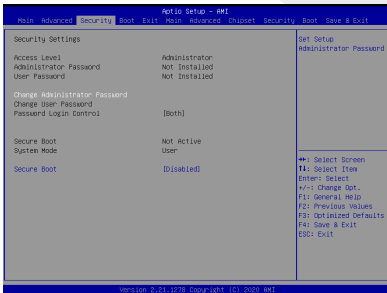 Aptio Setup – AMI
Main Advanced Security Boot Exit Main Advanced Chipset Security Boot Save & Exit
Security Settings
Access Level Administrator
Administrator Password Not Installed
User Password Not Installed
Change Administrator Password
Change User Password
Password Login Control [Both]
Secure Boot Not Active
System Mode User
Secure Boot [Disabled]
Set Setup
Administrator Password
→←: Select Screen
↑↓: Select Item
Enter: Select
+/-: Change Opt.
F1: General Help
F2: Previous Values
F3: Optimized Defaults
F4: Save & Exit
ESC: Exit
Version 2.21.1278 Copyright (C) 2020 AMI